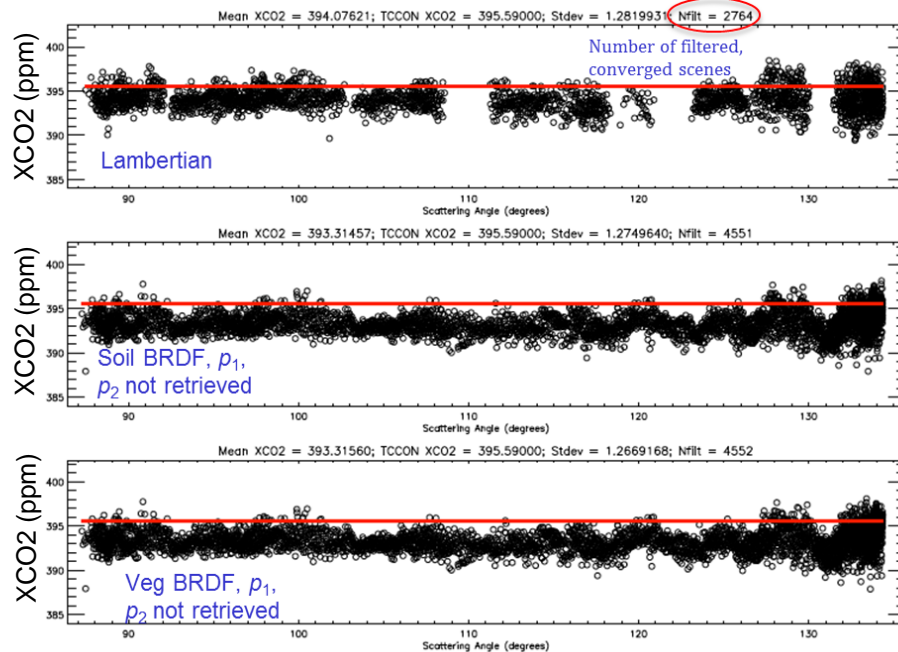 Mean XCO2 = 394.07621; TCCON XCO2 = 395.59000; Stdev = 1.2819931; Nfilt = 2764
XCO2 (ppm)
400
395
390
385
Number of filtered,
converged scenes
Lambertian
90 100 110 120 130
Scattering Angle (degrees)
Mean XCO2 = 393.31457; TCCON XCO2 = 395.59000; Stdev = 1.2749640; Nfilt = 4551
XCO2 (ppm)
400
395
390
385
Soil BRDF, p1,
p2 not retrieved
90 100 110 120 130
Scattering Angle (degrees)
Mean XCO2 = 393.31560; TCCON XCO2 = 395.59000; Stdev = 1.2669168; Nfilt = 4552
XCO2 (ppm)
400
395
390
385
Veg BRDF, p1,
p2 not retrieved
90 100 110 120 130
Scattering Angle (degrees)